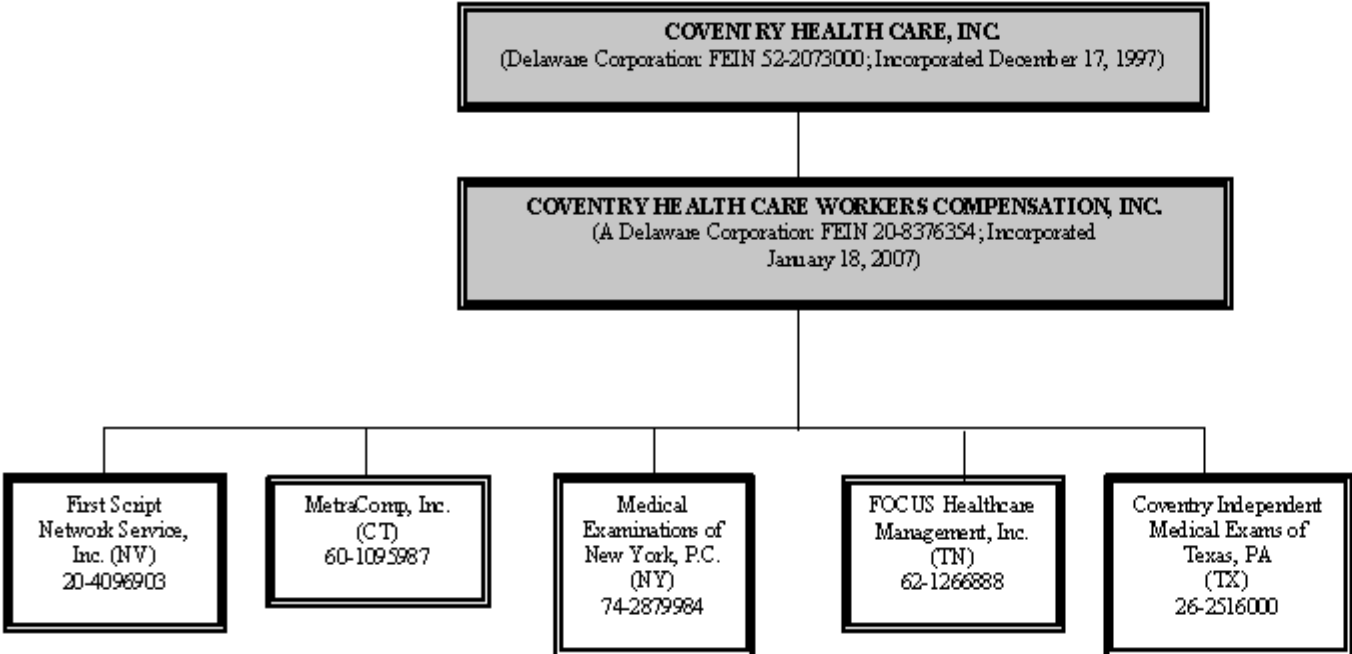 COVENTRY HEALTH CARE, INC.
(Delaware Corporation: FEIN 52-2073000; Incorporated December 17, 1997)
COVENTRY HEALTH CARE WORKERS COMPENSATION, INC.
(A Delaware Corporation: FEIN 20-8376354; Incorporated
January 18, 2007)
First Script
Network Service,
Inc. (NV)
20-4096903
MetraComp, Inc.
(CT)
60-1095987
Medical
Examinations of
New York, P.C.
(NY)
74-2879984
FOCUS Healthcare
Management, Inc.
(TN)
62-1266888
Coventry Independent
Medical Exams of
Texas, PA
(TX)
26-2516000